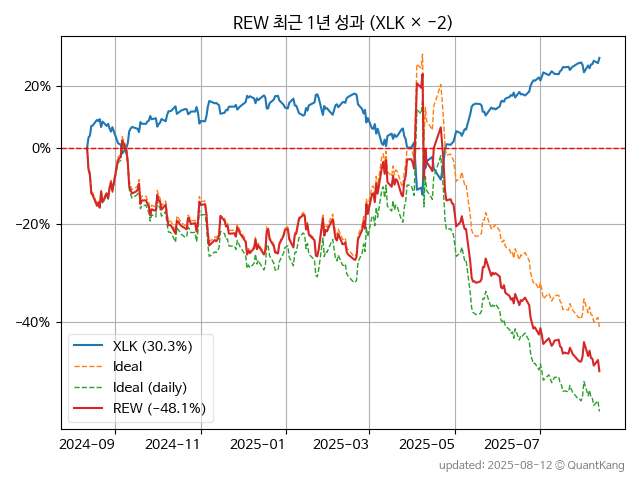 REW 최근 1년 성과 (XLK × −2)
20%
0%
−20%
−40%
XLK (30.3%)
Ideal
Ideal (daily)
REW (−48.1%)
2024-09
2024-11
2025-01
2025-03
2025-05
2025-07
updated: 2025-08-12 © QuantKang